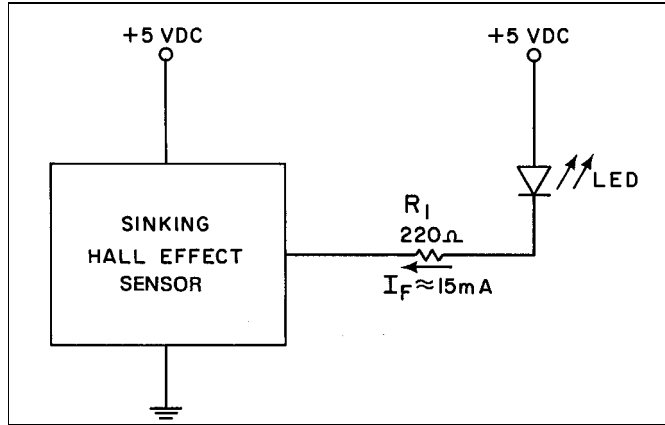 +5 VDC
+5 VDC
LED
SINKING
HALL EFFECT
SENSOR
R1
220Ω
IF≈15mA